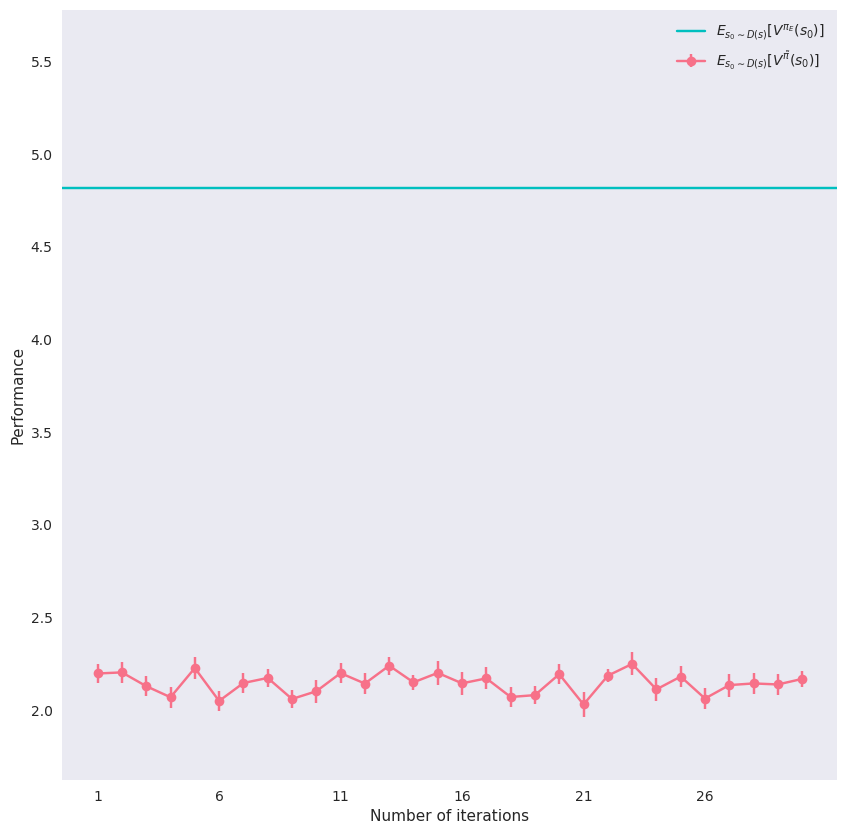 $E_{s_0 \sim D(s)}[V^{\pi_E}(s_0)]$
$E_{s_0 \sim D(s)}[V^{\tilde{\pi}}(s_0)]$
5.5
5.0
4.5
4.0
3.5
3.0
2.5
2.0
Performance
1 6 11 16 21 26
Number of iterations